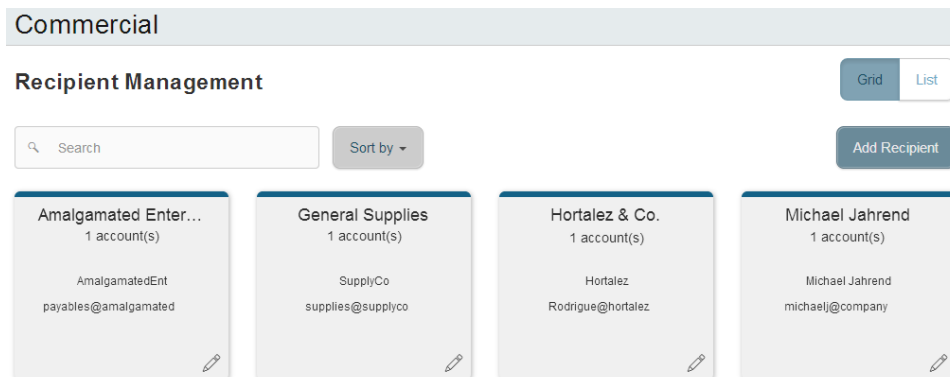 Commercial
Recipient Management
Grid
List
Search
Sort by
Add Recipient
Amalgamated Enter...
1 account(s)
AmalgamatedEnt
payables@amalgamated
General Supplies
1 account(s)
SupplyCo
supplies@supplyco
Hortalez & Co.
1 account(s)
Hortalez
Rodrigue@hortalez
Michael Jahrend
1 account(s)
Michael Jahrend
michaelj@company